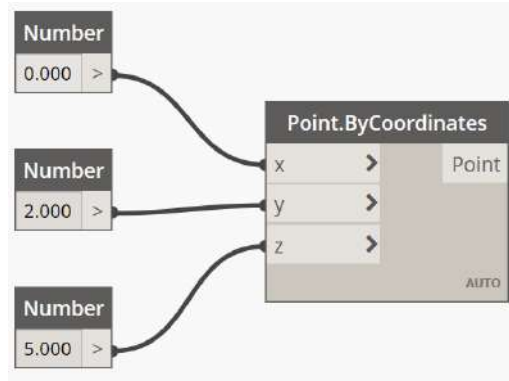 Number
0.000 >
Number
2.000 >
Number
5.000 >
Point.ByCoordinates
x > Point
y >
z >
AUTO